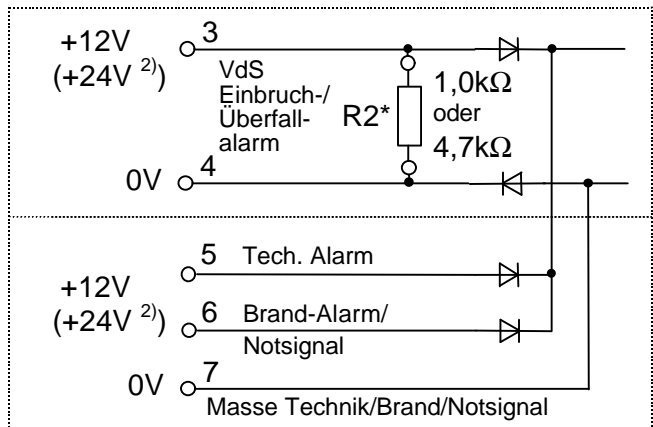 +12V
(+24V 2))
3
VdS
Einbruch-/
Überfall-
alarm
R2*
1,0kΩ
oder
4,7kΩ
0V
4
5 Tech. Alarm
+12V
(+24V 2))
6 Brand-Alarm/
Notsignal
0V
7
Masse Technik/Brand/Notsignal